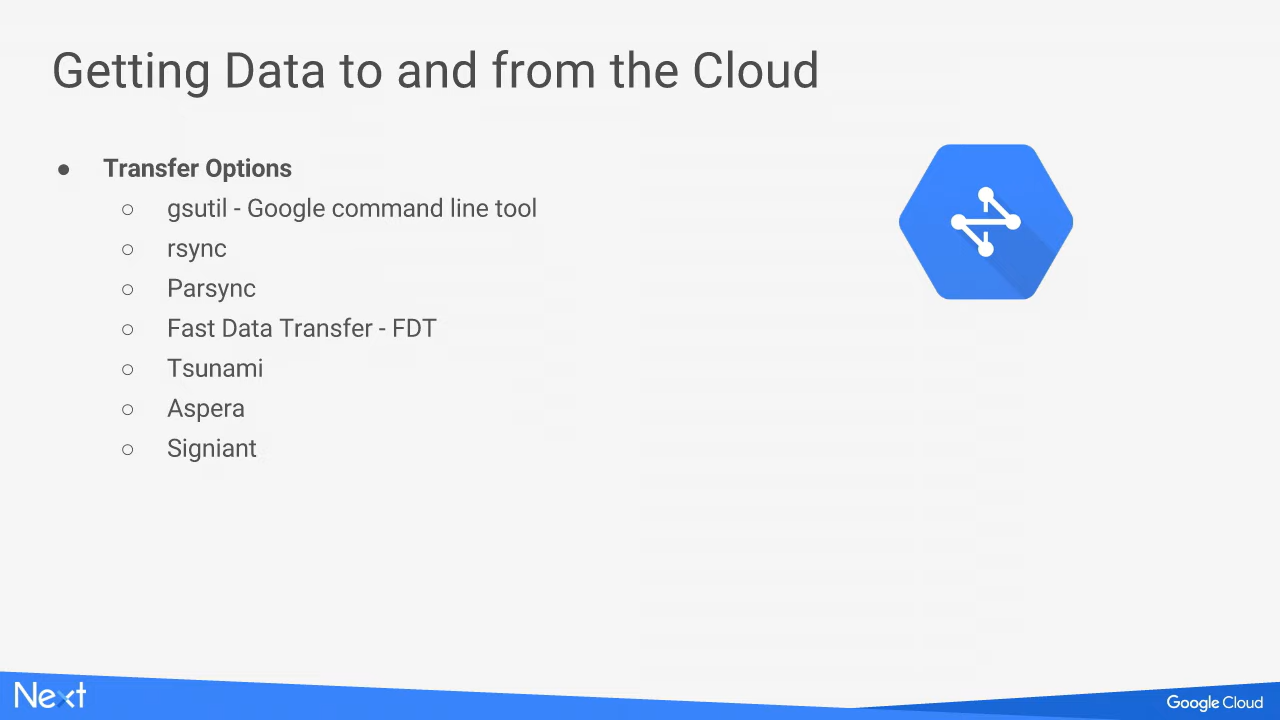 Getting Data to and from the Cloud
● Transfer Options
○ gsutil - Google command line tool
○ rsync
○ Parsync
○ Fast Data Transfer - FDT
○ Tsunami
○ Aspera
○ Signiant
Next
Google Cloud